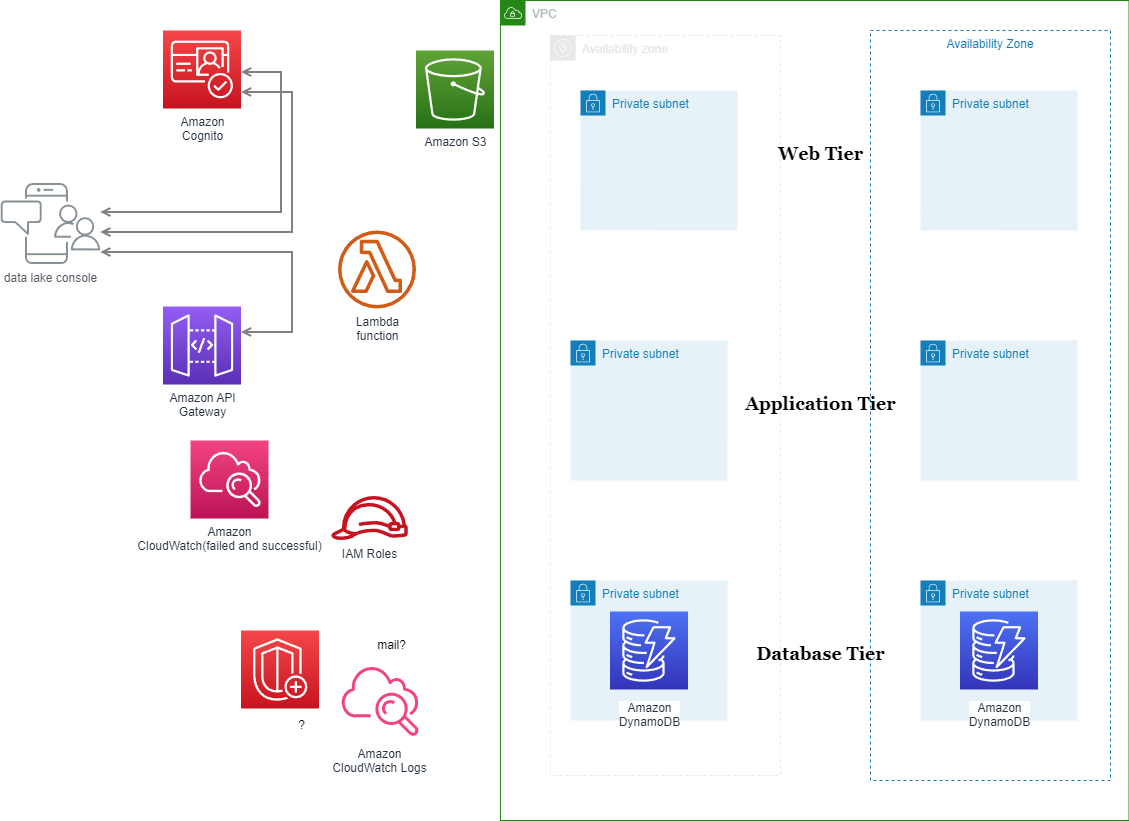 VPC
Availability zone
Availability Zone
Amazon
Cognito
Amazon S3
Private subnet
Private subnet
Web Tier
data lake console
Lambda
function
Amazon API
Gateway
Private subnet
Private subnet
Application Tier
Amazon
CloudWatch(failed and successful)
IAM Roles
Private subnet
Private subnet
Database Tier
Amazon
DynamoDB
Amazon
DynamoDB
mail?
?
Amazon
CloudWatch Logs